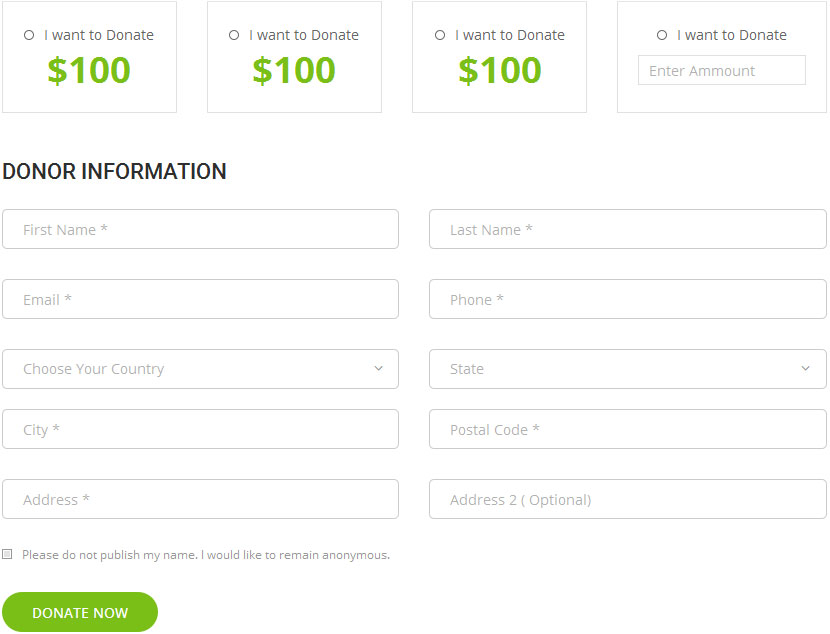 I want to Donate
$100
I want to Donate
$100
I want to Donate
$100
I want to Donate
Enter Ammount
DONOR INFORMATION
First Name *
Last Name *
Email *
Phone *
Choose Your Country
State
City *
Postal Code *
Address *
Address 2 ( Optional)
Please do not publish my name. I would like to remain anonymous.
DONATE NOW